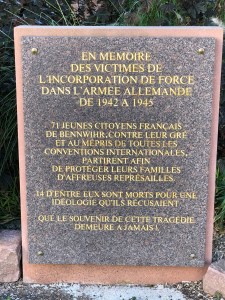 EN MEMOIRE
DES VICTIMES DE
L'INCORPORATION DE FORCE
DANS L'ARMÉE ALLEMANDE
DE 1942 A 1945
71 JEUNES CITOYENS FRANÇAIS
DE BENNWIHR, CONTRE LEUR GRÉ
ET AU MÉPRIS DE TOUTES LES
CONVENTIONS INTERNATIONALES,
PARTIRENT AFIN
DE PROTÉGER LEURS FAMILLES
D'AFFREUSES REPRÉSAILLES.
34 D'ENTRE EUX SONT MORTS POUR UNE
IDÉOLOGIE QU'ILS RÉCUSAIENT
QUE LE SOUVENIR DE CETTE TRAGÉDIE
DEMEURE A JAMAIS !